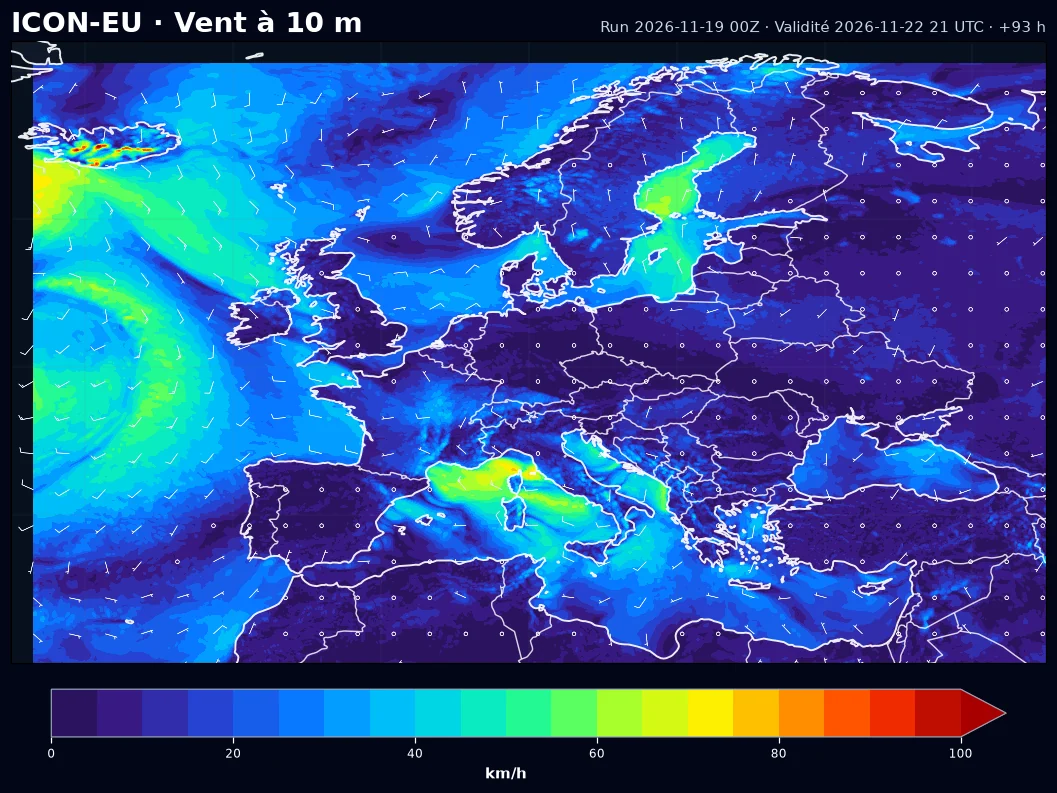 ICON-EU · Vent à 10 m
Run 2026-11-19 00Z · Validité 2026-11-22 21 UTC · +93 h
0 20 40 60 80 100
km/h